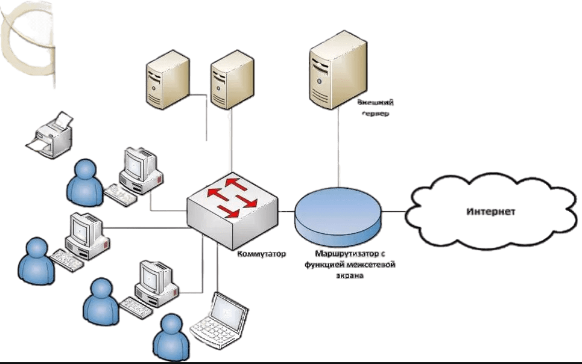 Внешний
сервер
Интернет
Коммутатор
Маршрутизатор с
функцией межсетевой
экрана